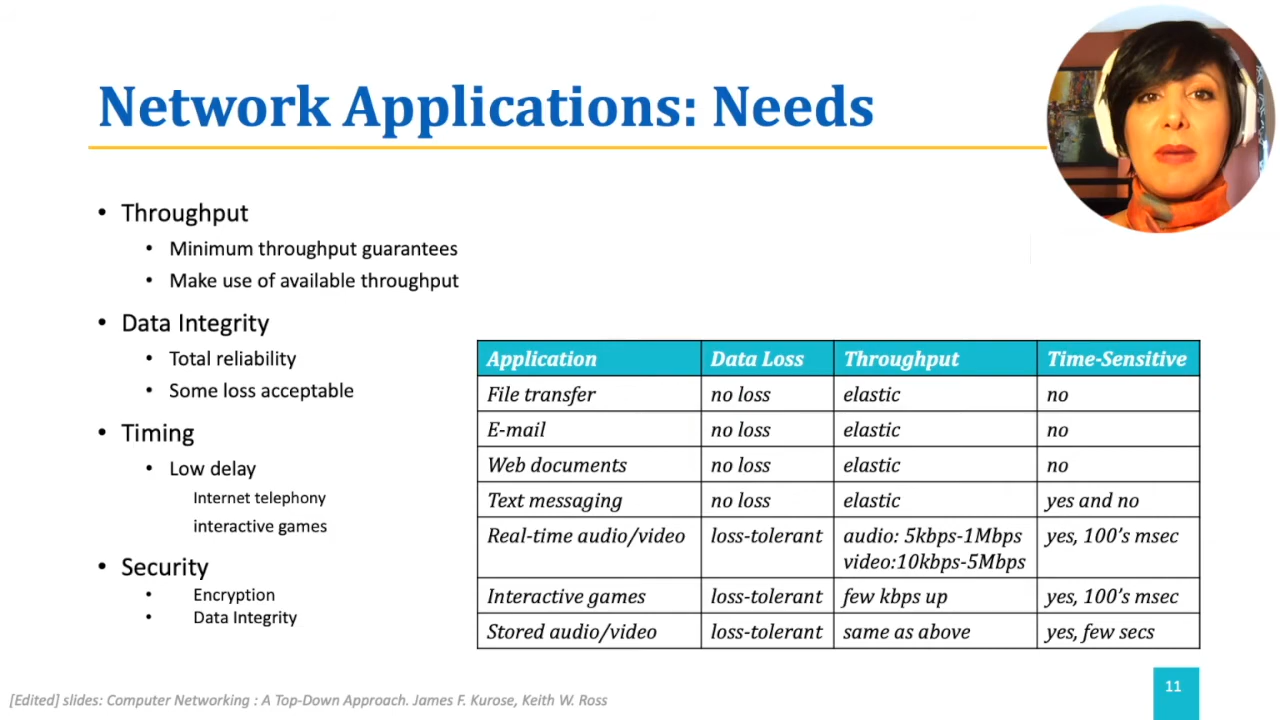 Network Applications: Needs
• Throughput
• Minimum throughput guarantees
• Make use of available throughput
• Data Integrity
• Total reliability
• Some loss acceptable
• Timing
• Low delay
Internet telephony
interactive games
• Security
• Encryption
• Data Integrity
Application Data Loss Throughput Time-Sensitive
File transfer no loss elastic no
E-mail no loss elastic no
Web documents no loss elastic no
Text messaging no loss elastic yes and no
Real-time audio/video loss-tolerant audio: 5kbps-1Mbps yes, 100's msec
video:10kbps-5Mbps
Interactive games loss-tolerant few kbps up yes, 100's msec
Stored audio/video loss-tolerant same as above yes, few secs
[Edited] slides: Computer Networking : A Top-Down Approach. James F. Kurose, Keith W. Ross
11